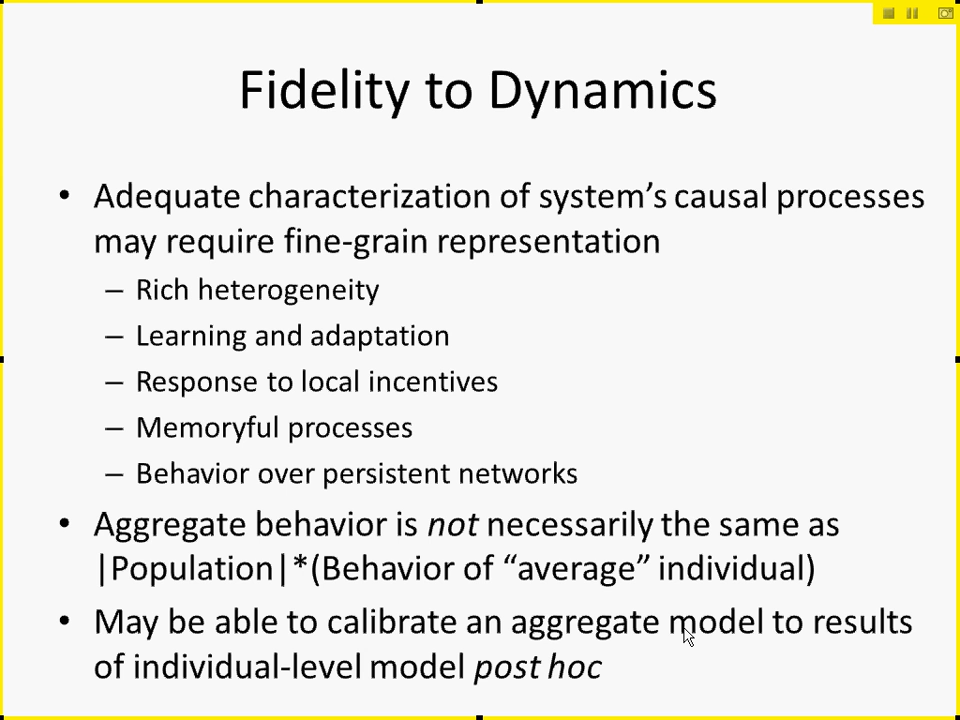 Fidelity to Dynamics
• Adequate characterization of system’s causal processes
may require fine-grain representation
– Rich heterogeneity
– Learning and adaptation
– Response to local incentives
– Memoryful processes
– Behavior over persistent networks
• Aggregate behavior is not necessarily the same as
|Population|*(Behavior of “average” individual)
• May be able to calibrate an aggregate model to results
of individual-level model post hoc